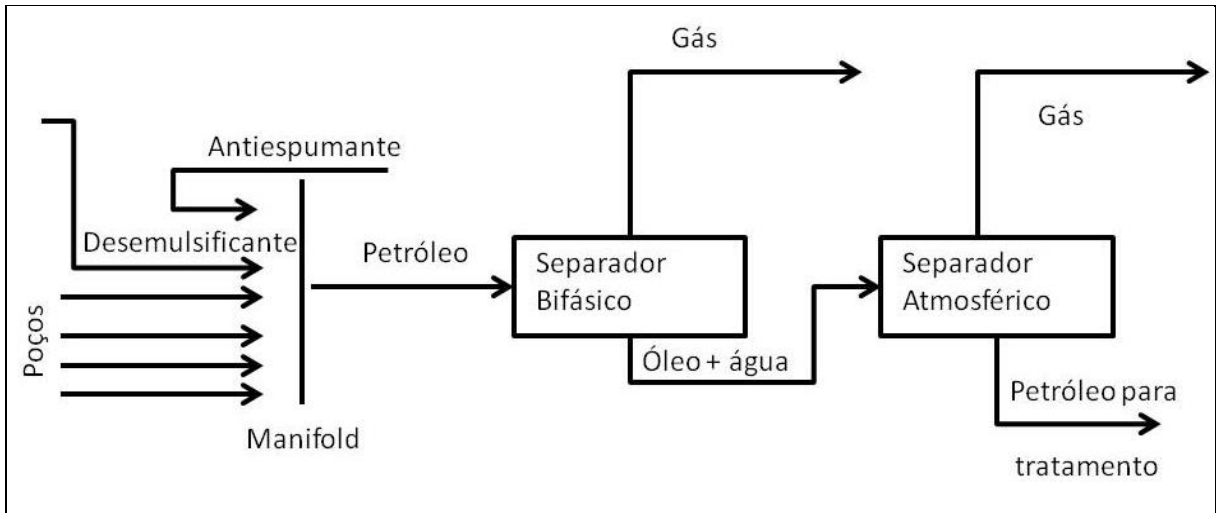 Gás
Gás
Antiespumante
Desemulsificante
Petróleo
Separador
Bifásico
Separador
Atmosférico
Poços
Óleo + água
Petróleo para
tratamento
Manifold